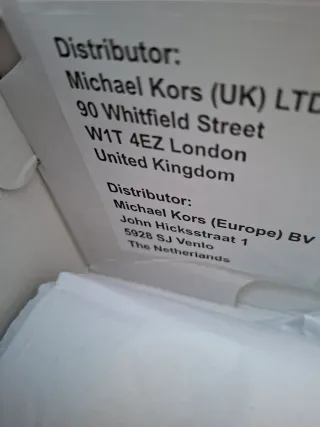 Distributor:
Michael Kors (UK) LTD
90 Whitfield Street
W1T 4EZ London
United Kingdom
Distributor:
Michael Kors (Europe) BV
John Hicksstraat 1
5928 SJ Venlo
The Netherlands